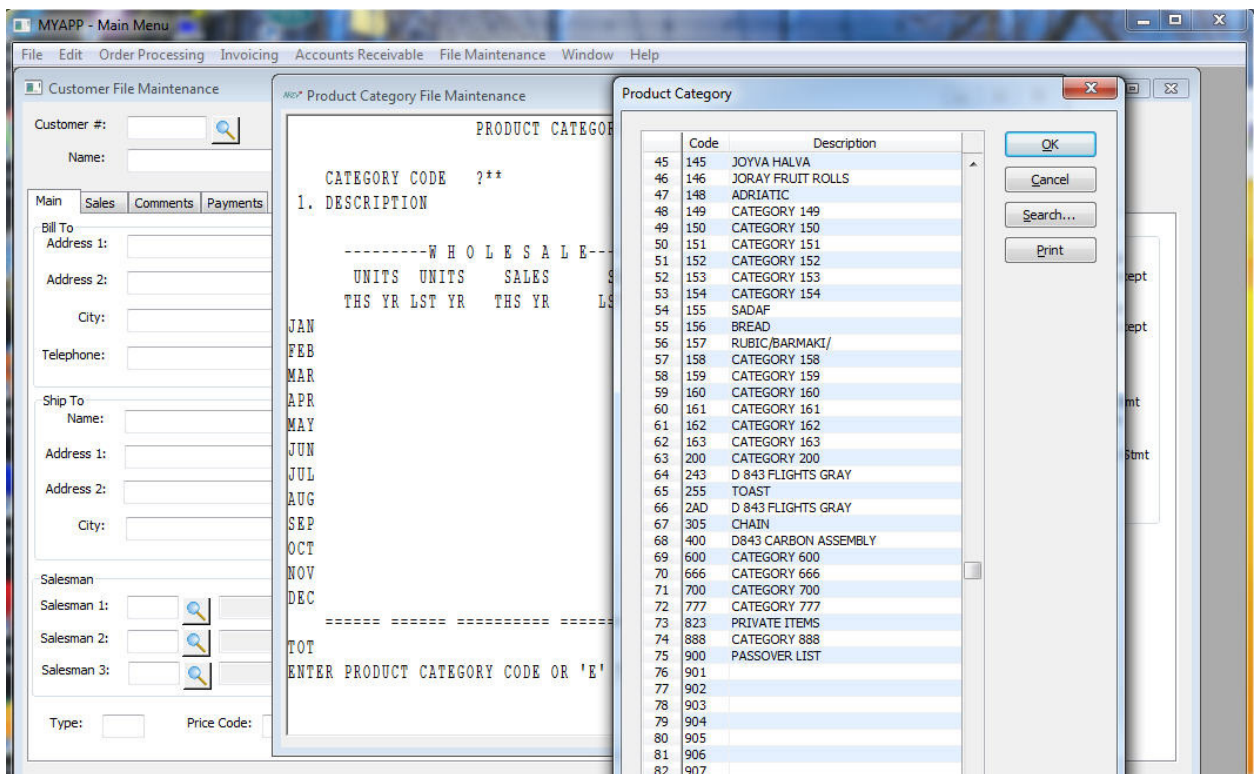 MYAPP - Main Menu
File Edit Order Processing Invoicing Accounts Receivable File Maintenance Window Help
Customer File Maintenance
Customer #:
Name:
Main Sales Comments Payments
Bill To
Address 1:
Address 2:
City:
Telephone:
Ship To
Name:
Address 1:
Address 2:
City:
Salesman
Salesman 1:
Salesman 2:
Salesman 3:
Type: Price Code:
Product Category File Maintenance
PRODUCT CATEGOR
CATEGORY CODE ?**
1. DESCRIPTION
---------W H O L E S A L E---
UNITS UNITS SALES S
THS YR LST YR THS YR LS
JAN
FEB
MAR
APR
MAY
JUN
JUL
AUG
SEP
OCT
NOV
DEC
====== ====== ========== ======
TOT
ENTER PRODUCT CATEGORY CODE OR 'E'
Product Category
Code Description
45 145 JOYVA HALVA
46 146 JORAY FRUIT ROLLS
47 148 ADRIATIC
48 149 CATEGORY 149
49 150 CATEGORY 150
50 151 CATEGORY 151
51 152 CATEGORY 152
52 153 CATEGORY 153
53 154 CATEGORY 154
54 155 SADAF
55 156 BREAD
56 157 RUBIC/BARMAKI/
57 158 CATEGORY 158
58 159 CATEGORY 159
59 160 CATEGORY 160
60 161 CATEGORY 161
61 162 CATEGORY 162
62 163 CATEGORY 163
63 200 CATEGORY 200
64 243 D 843 FLIGHTS GRAY
65 255 TOAST
66 2AD D 843 FLIGHTS GRAY
67 305 CHAIN
68 400 D843 CARBON ASSEMBLY
69 600 CATEGORY 600
70 666 CATEGORY 666
71 700 CATEGORY 700
72 777 CATEGORY 777
73 823 PRIVATE ITEMS
74 888 CATEGORY 888
75 900 PASSOVER LIST
76 901
77 902
78 903
79 904
80 905
81 906
82 907
OK
Cancel
Search...
Print
ept
ept
mt
Stmt